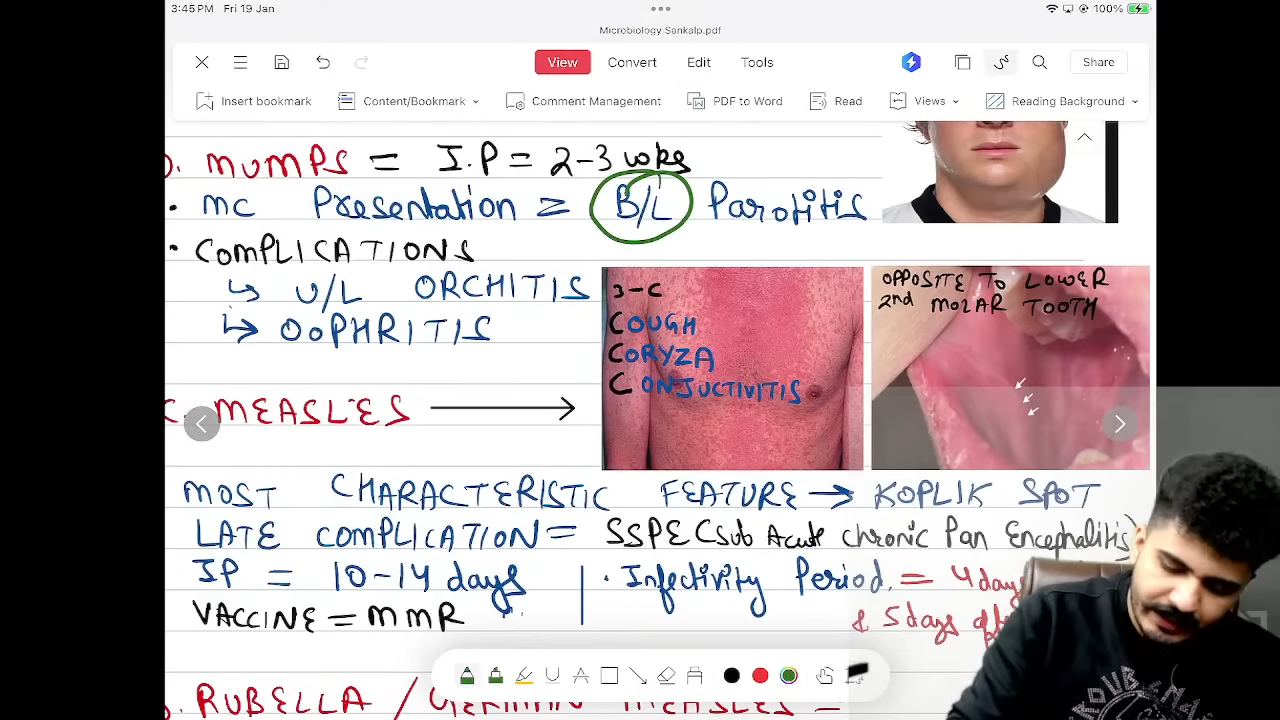 3:45PM Fri 19 Jan
100%
Microbiology Sankalp.pdf
View Convert Edit Tools
Share
Insert bookmark Content/Bookmark Comment Management PDF to Word Read Views Reading Background
MUMPS = I.P = 2-3 wks
• mc Presentation = B/L Parotitis
• COMPLICATIONS
↳ U/L ORCHITIS
↳ OOPHRITIS
3-C
COUGH
CORYZA
CONJUCTIVITIS
OPPOSITE TO LOWER
2nd MOLAR TOOTH
MEASLES →
MOST CHARACTERISTIC FEATURE → KOPLIK SPOT
LATE COMPLICATION = SSPE (Sub Acute chronic Pan Encephalitis)
IP = 10-14 days | • Infectivity Period = 4 days
& 5 days
VACCINE = MMR
RUBELLA / GERMAN MEASLES =